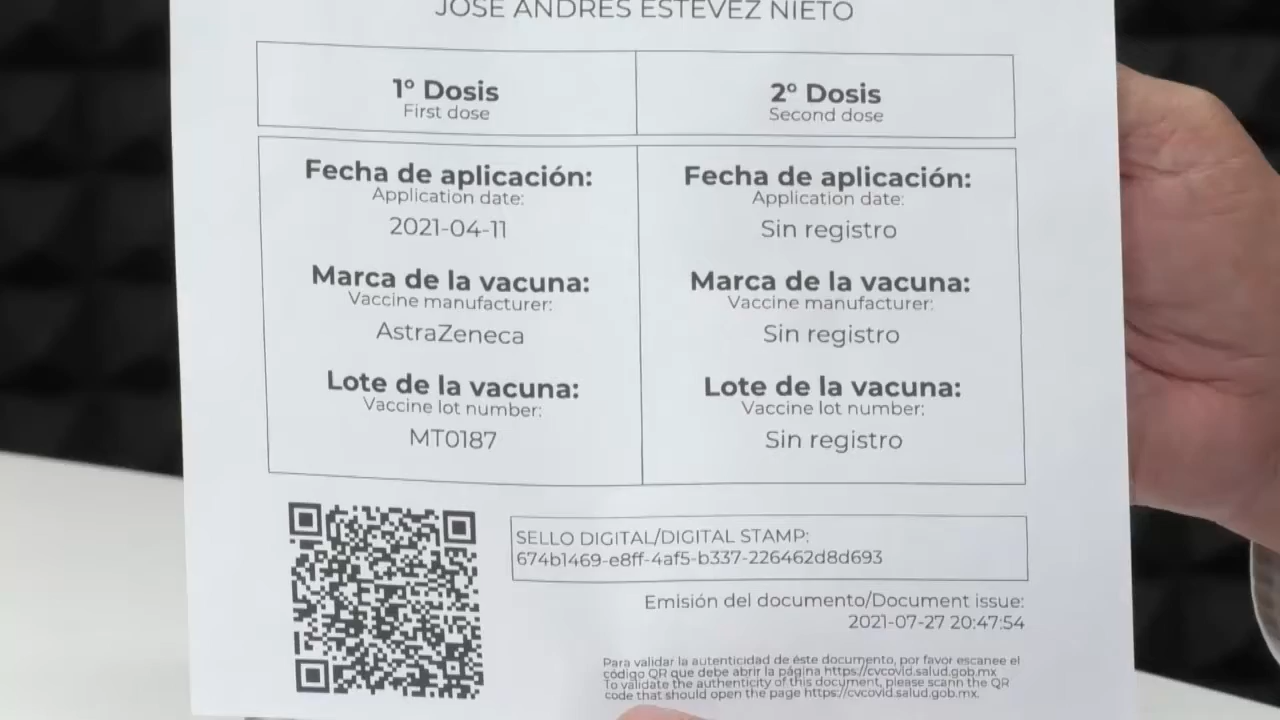 JOSE ANDRES ESTEVEZ NIETO
1° Dosis
First dose
2° Dosis
Second dose
Fecha de aplicación:
Application date:
2021-04-11
Marca de la vacuna:
Vaccine manufacturer:
AstraZeneca
Lote de la vacuna:
Vaccine lot number:
MT0187
Fecha de aplicación:
Application date:
Sin registro
Marca de la vacuna:
Vaccine manufacturer:
Sin registro
Lote de la vacuna:
Vaccine lot number:
Sin registro
SELLO DIGITAL/DIGITAL STAMP:
674b1469-e8ff-4af5-b337-226462d8d693
Emisión del documento/Document issue:
2021-07-27 20:47:54
Para validar la autenticidad de éste documento, por favor escanee el
código QR que debe abrir la página https://cvcovid.salud.gob.mx
To validate the authenticity of this document, please scann the QR
code that should open the page https://cvcovid.salud.gob.mx.